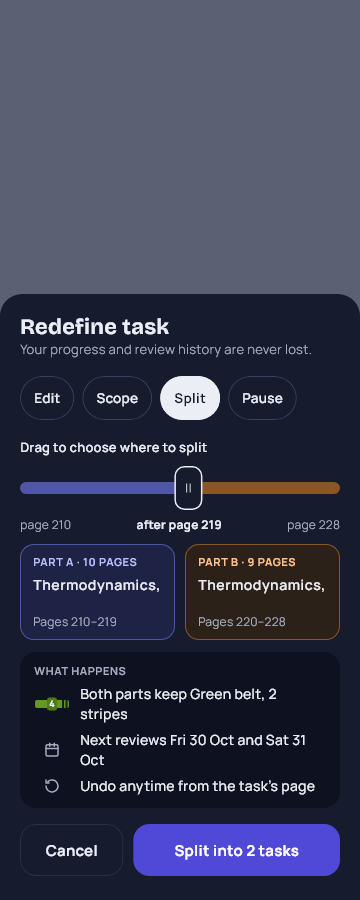 Redefine task
Your progress and review history are never lost.
Edit Scope Split Pause
Drag to choose where to split
page 210 after page 219 page 228
PART A · 10 PAGES
Thermodynamics,
Pages 210–219
PART B · 9 PAGES
Thermodynamics,
Pages 220–228
WHAT HAPPENS
4
Both parts keep Green belt, 2
stripes
Next reviews Fri 30 Oct and Sat 31
Oct
Undo anytime from the task's page
Cancel Split into 2 tasks